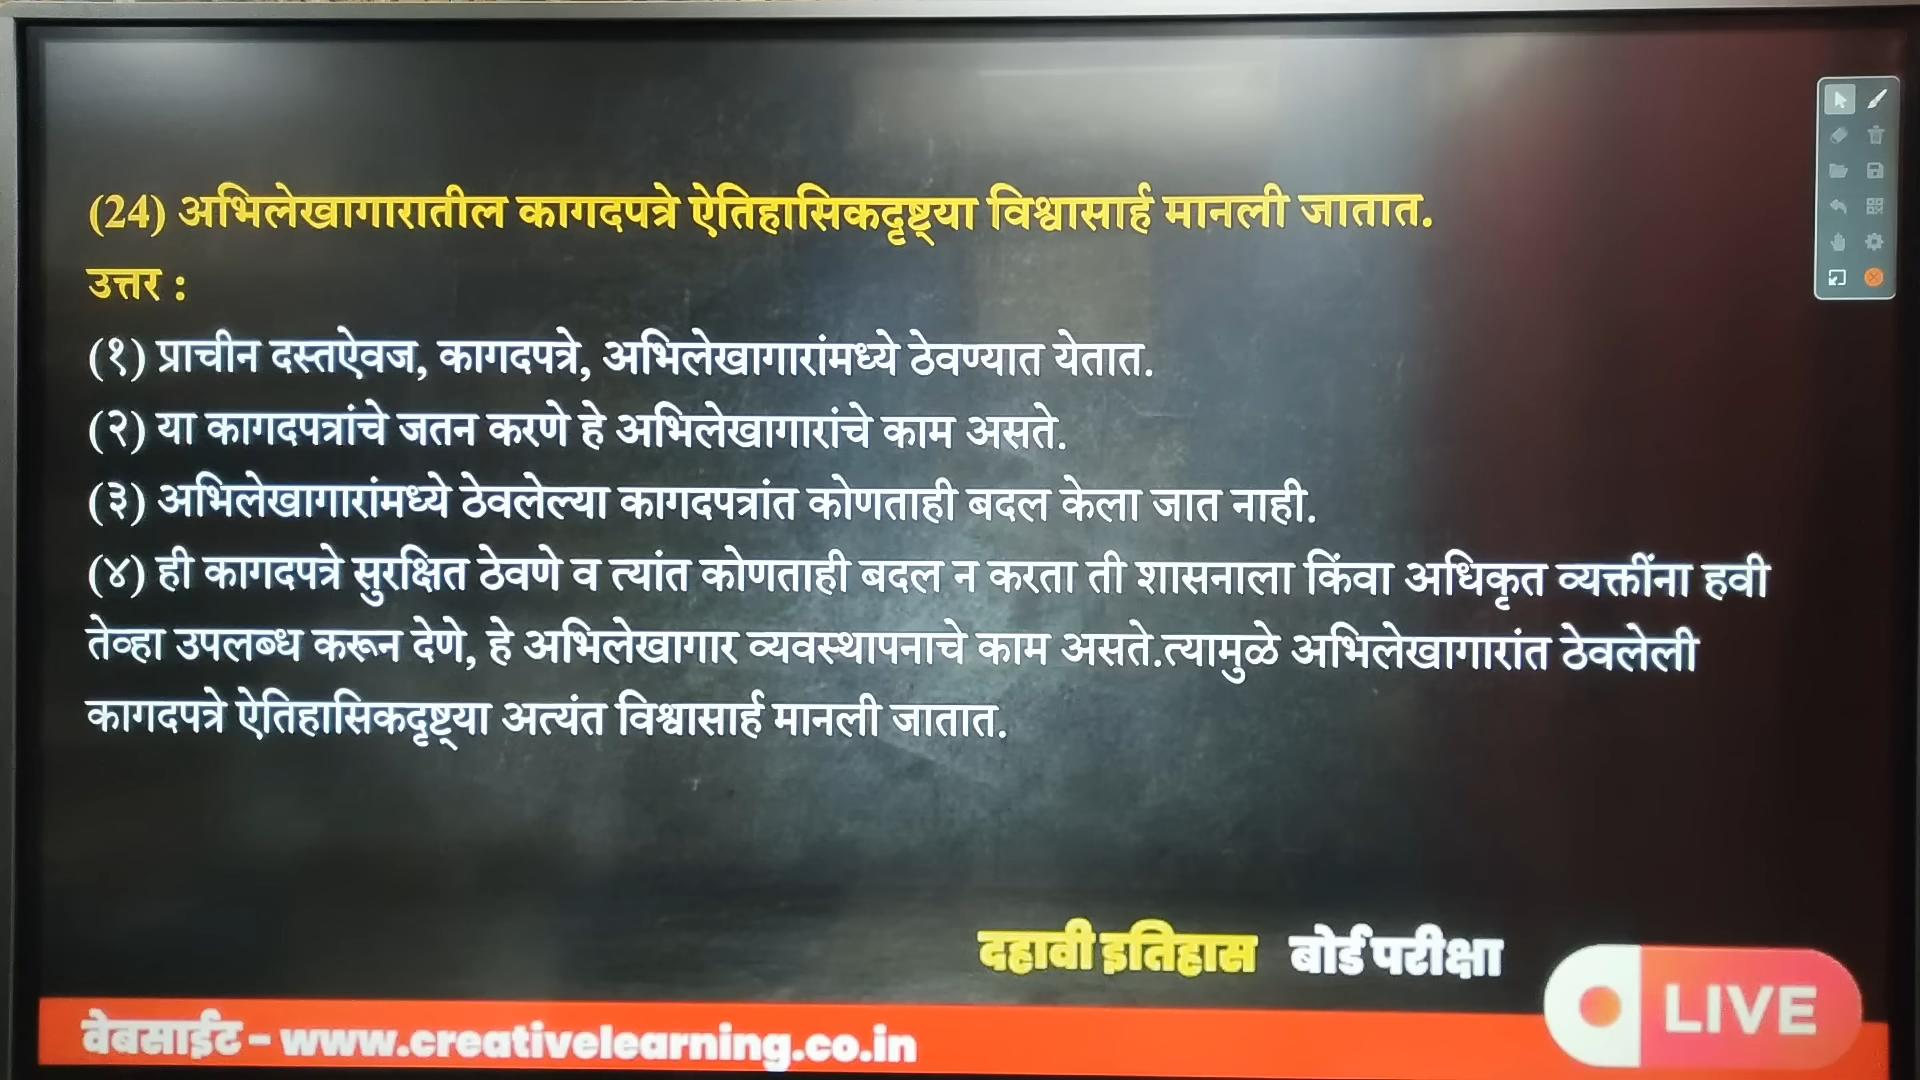 (24) अभिलेखागारातील कागदपत्रे ऐतिहासिकदृष्ट्या विश्वासार्ह मानली जातात.
उत्तर :
(१) प्राचीन दस्तऐवज, कागदपत्रे, अभिलेखागारांमध्ये ठेवण्यात येतात.
(२) या कागदपत्रांचे जतन करणे हे अभिलेखागारांचे काम असते.
(३) अभिलेखागारांमध्ये ठेवलेल्या कागदपत्रांत कोणताही बदल केला जात नाही.
(४) ही कागदपत्रे सुरक्षित ठेवणे व त्यांत कोणताही बदल न करता ती शासनाला किंवा अधिकृत व्यक्तींना हवी
तेव्हा उपलब्ध करून देणे, हे अभिलेखागार व्यवस्थापनाचे काम असते.त्यामुळे अभिलेखागारांत ठेवलेली
कागदपत्रे ऐतिहासिकदृष्ट्या अत्यंत विश्वासार्ह मानली जातात.
दहावी इतिहास बोर्ड परीक्षा
LIVE
वेबसाईट - www.creativelearning.co.in